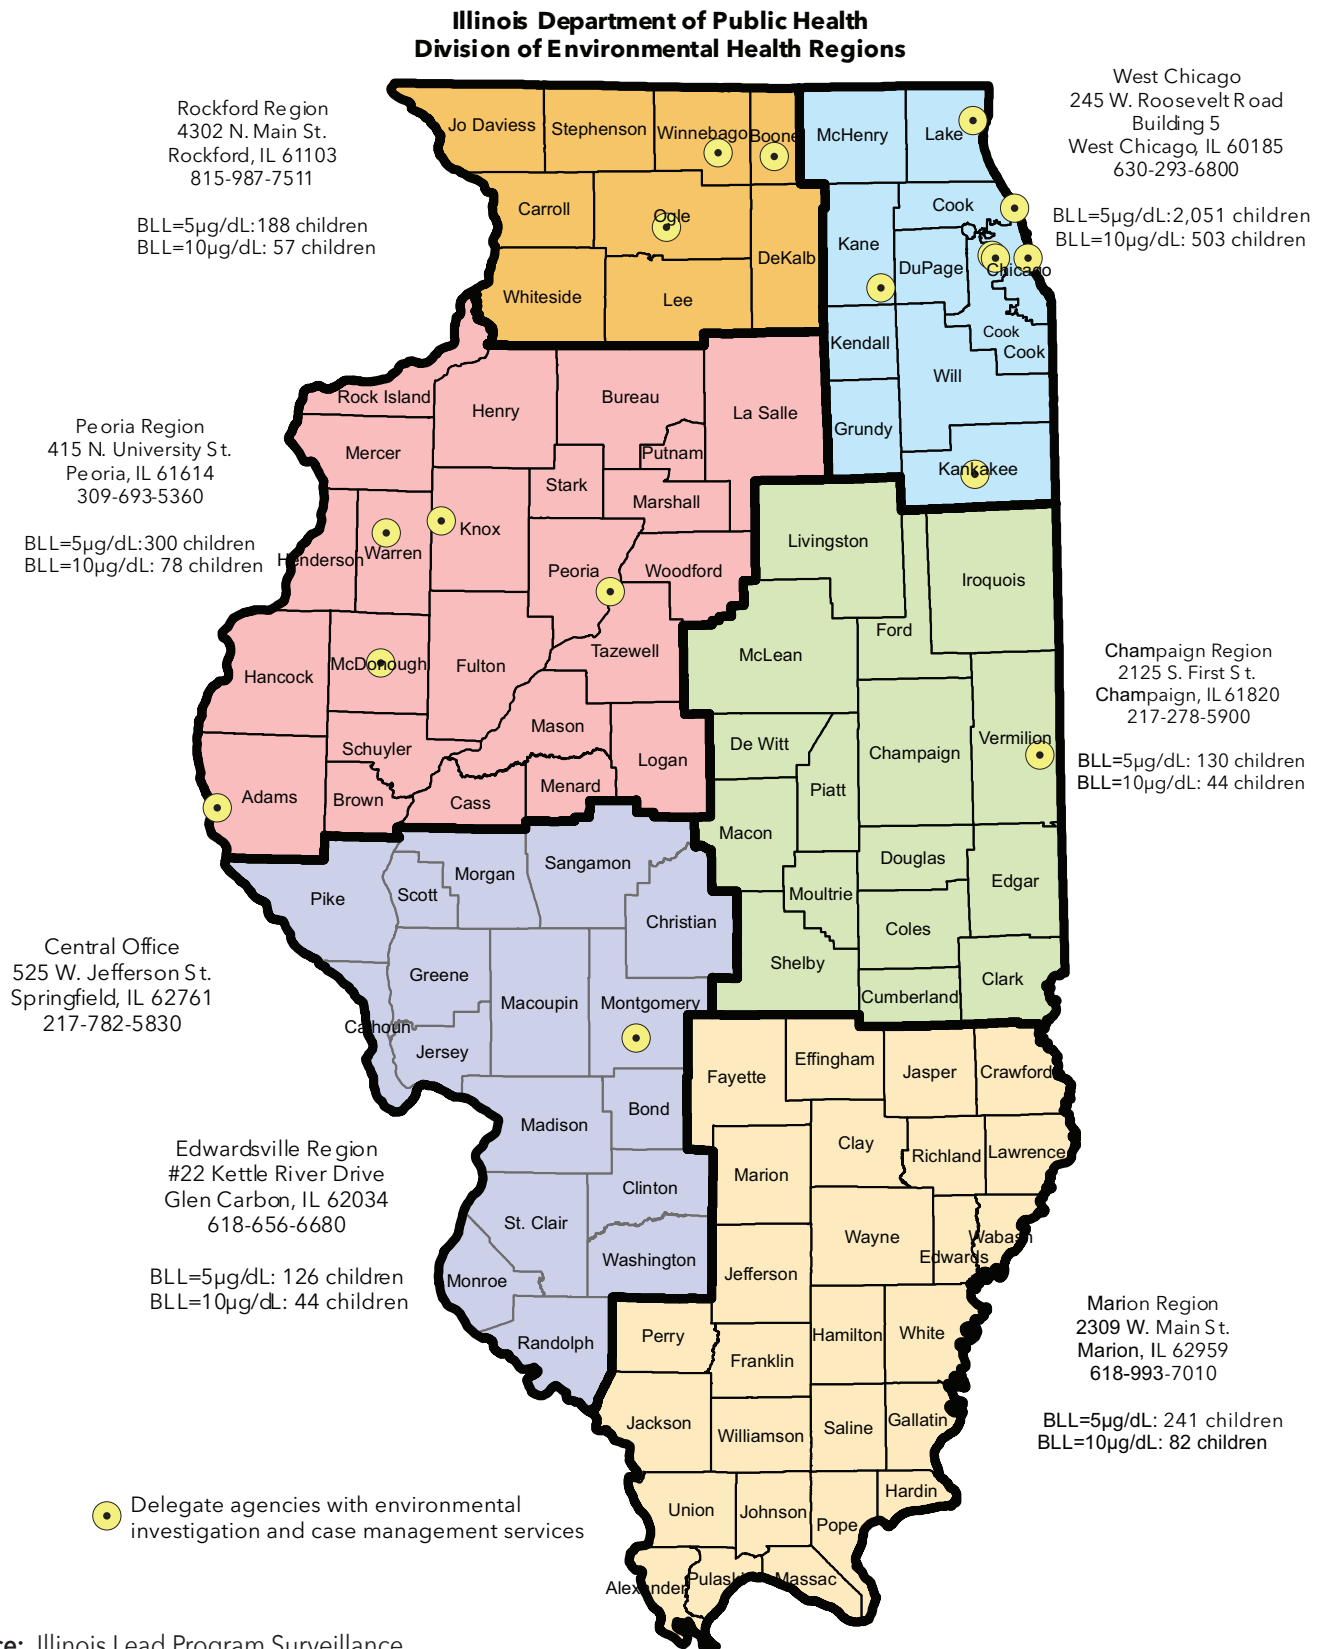 Illinois Department of Public Health
Division of Environmental Health Regions
Rockford Region
4302 N. Main St.
Rockford, IL 61103
815-987-7511
BLL=5µg/dL:188 children
BLL=10µg/dL: 57 children
West Chicago
245 W. Roosevelt Road
Building 5
West Chicago, IL 60185
630-293-6800
BLL=5µg/dL:2,051 children
BLL=10µg/dL: 503 children
Jo Daviess
Stephenson
Winnebago
Boone
McHenry
Lake
Carroll
Ogle
DeKalb
Whiteside
Lee
Cook
Kane
DuPage
Chicago
Cook
Cook
Kendall
Will
Grundy
Kankakee
Peoria Region
415 N. University St.
Peoria, IL 61614
309-693-5360
BLL=5µg/dL:300 children
BLL=10µg/dL: 78 children
Rock Island
Henry
Bureau
La Salle
Mercer
Putnam
Stark
Marshall
Henderson
Warren
Knox
Peoria
Woodford
Hancock
McDonough
Fulton
Tazewell
Mason
Logan
Schuyler
Adams
Brown
Cass
Menard
Livingston
Iroquois
Ford
McLean
De Witt
Champaign
Vermilion
Piatt
Macon
Douglas
Edgar
Moultrie
Coles
Shelby
Cumberland
Clark
Champaign Region
2125 S. First St.
Champaign, IL 61820
217-278-5900
BLL=5µg/dL: 130 children
BLL=10µg/dL: 44 children
Central Office
525 W. Jefferson St.
Springfield, IL 62761
217-782-5830
Pike
Scott
Morgan
Sangamon
Christian
Greene
Macoupin
Montgomery
Calhoun
Jersey
Madison
Bond
Clinton
St. Clair
Washington
Monroe
Randolph
Edwardsville Region
#22 Kettle River Drive
Glen Carbon, IL 62034
618-656-6680
BLL=5µg/dL: 126 children
BLL=10µg/dL: 44 children
Fayette
Effingham
Jasper
Crawford
Clay
Richland
Lawrence
Marion
Wayne
Edwards
Wabash
Jefferson
Perry
Franklin
Hamilton
White
Jackson
Williamson
Saline
Gallatin
Union
Johnson
Pope
Hardin
Alexander
Pulaski
Massac
Marion Region
2309 W. Main St.
Marion, IL 62959
618-993-7010
BLL=5µg/dL: 241 children
BLL=10µg/dL: 82 children
Delegate agencies with environmental
investigation and case management services
Illinois Lead Program Surveillance